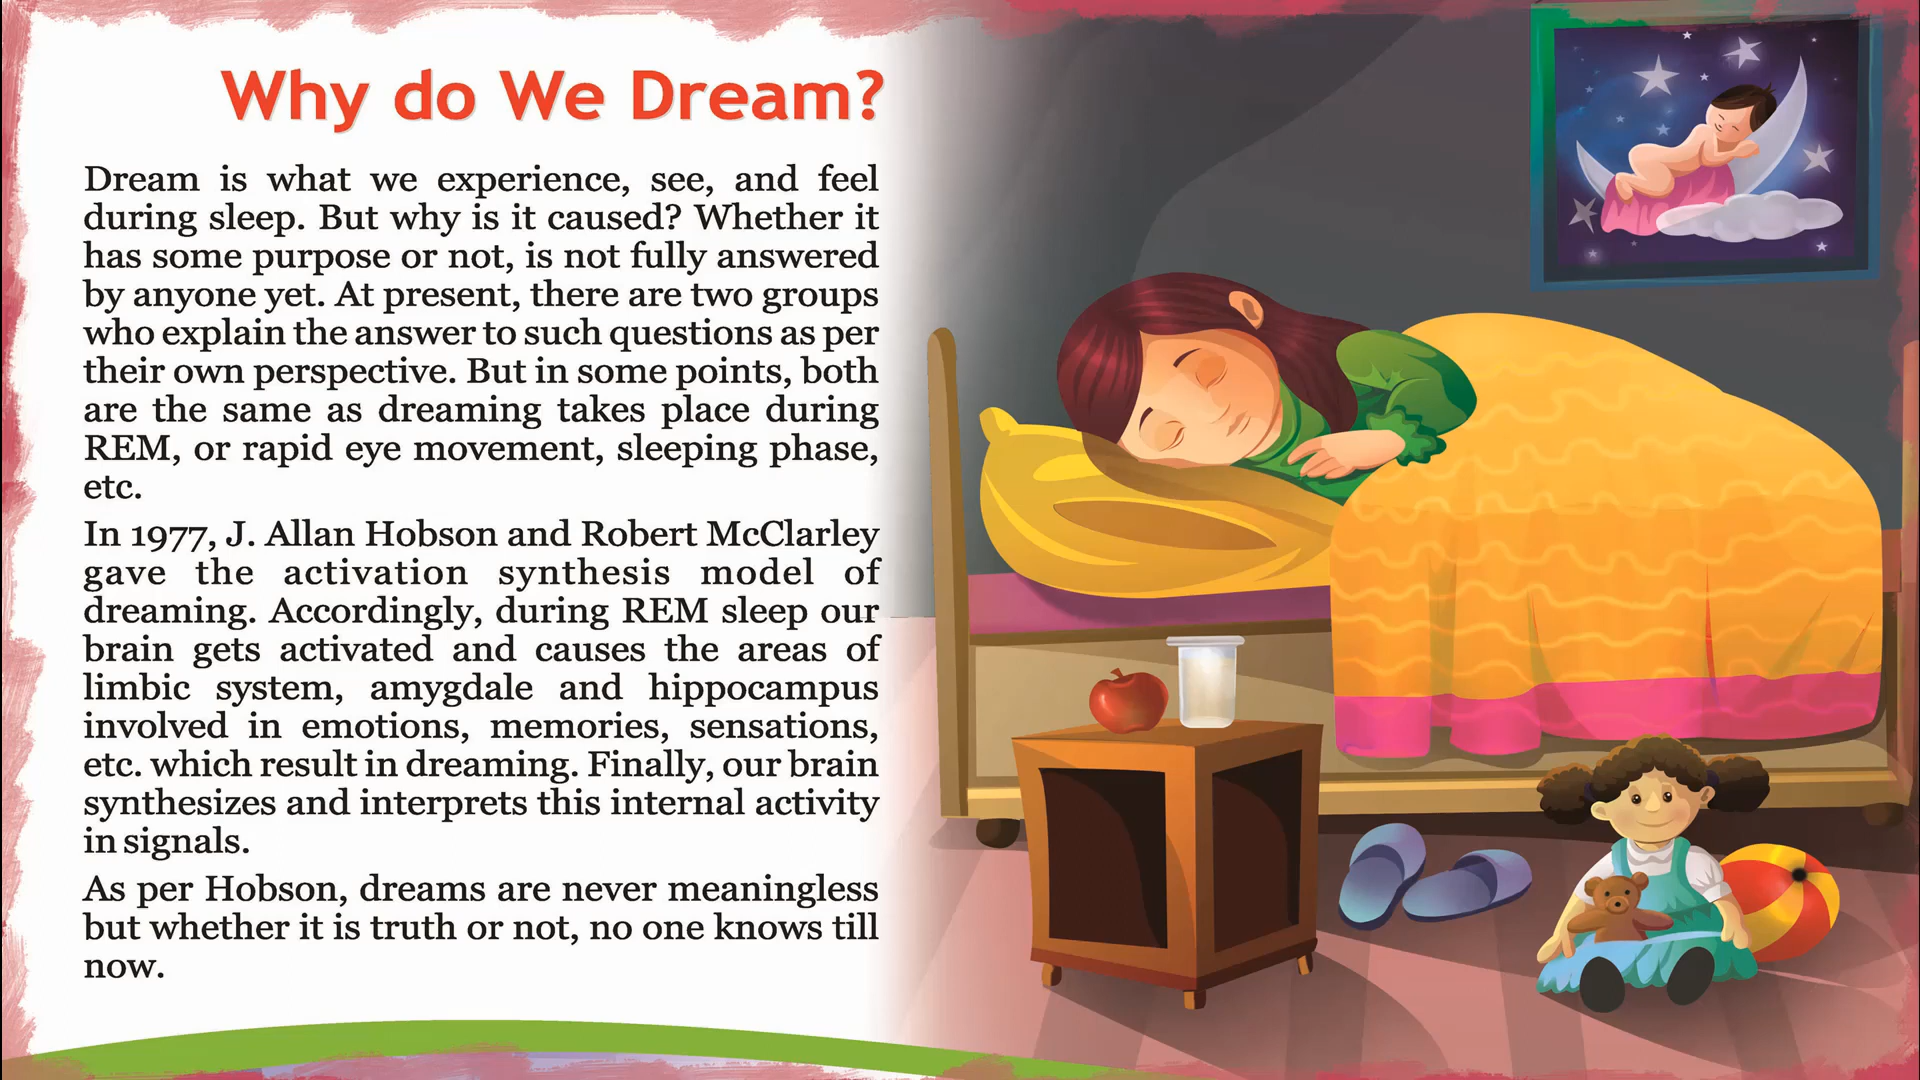 Why do We Dream?
Dream is what we experience, see, and feel
during sleep. But why is it caused? Whether it
has some purpose or not, is not fully answered
by anyone yet. At present, there are two groups
who explain the answer to such questions as per
their own perspective. But in some points, both
are the same as dreaming takes place during
REM, or rapid eye movement, sleeping phase,
etc.
In 1977, J. Allan Hobson and Robert McClarley
gave the activation synthesis model of
dreaming. Accordingly, during REM sleep our
brain gets activated and causes the areas of
limbic system, amygdale and hippocampus
involved in emotions, memories, sensations,
etc. which result in dreaming. Finally, our brain
synthesizes and interprets this internal activity
in signals.
As per Hobson, dreams are never meaningless
but whether it is truth or not, no one knows till
now.